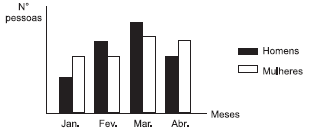 N°
pessoas
Homens
Mulheres
Meses
Jan. Fev. Mar. Abr.